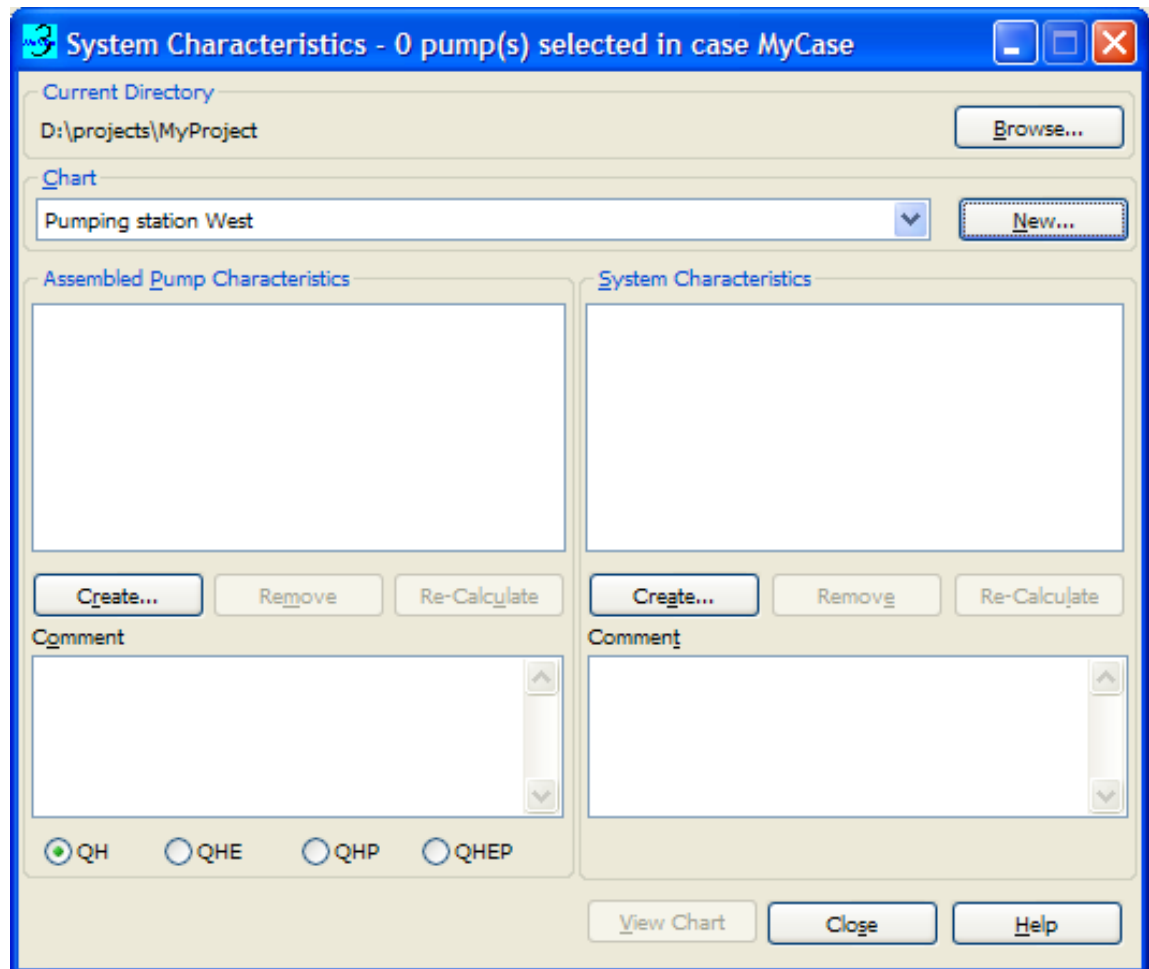 System Characteristics - 0 pump(s) selected in case MyCase
Current Directory
D:\projects\MyProject
Browse...
Chart
Pumping station West
New...
Assembled Pump Characteristics
System Characteristics
Create...
Remove
Re-Calculate
Create...
Remove
Re-Calculate
Comment
Comment
QH
QHE
QHP
QHEP
View Chart
Close
Help